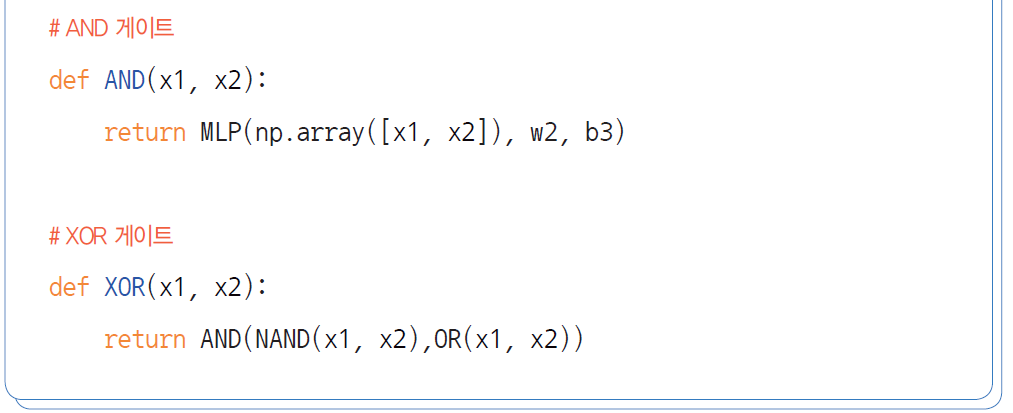 # AND 게이트
def AND(x1, x2):
    return MLP(np.array([x1, x2]), w2, b3)
# XOR 게이트
def XOR(x1, x2):
    return AND(NAND(x1, x2),OR(x1, x2))